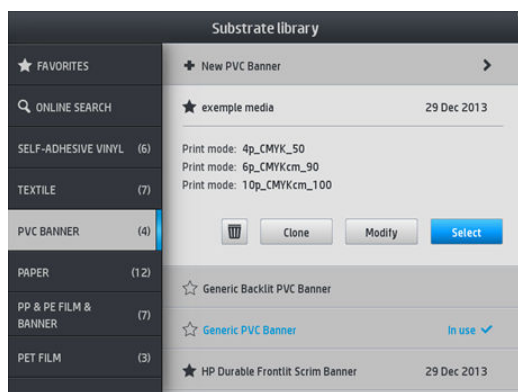 Substrate library
FAVORITES
ONLINE SEARCH
SELF-ADHESIVE VINYL (6)
TEXTILE (7)
PVC BANNER (4)
PAPER (12)
PP & PE FILM &
BANNER (7)
PET FILM (3)
New PVC Banner
exemple media 29 Dec 2013
Print mode: 4p_CMYK_50
Print mode: 6p_CMYKcm_90
Print mode: 10p_CMYKcm_100
Clone Modify Select
Generic Backlit PVC Banner
Generic PVC Banner In use
HP Durable Frontlit Scrim Banner 29 Dec 2013